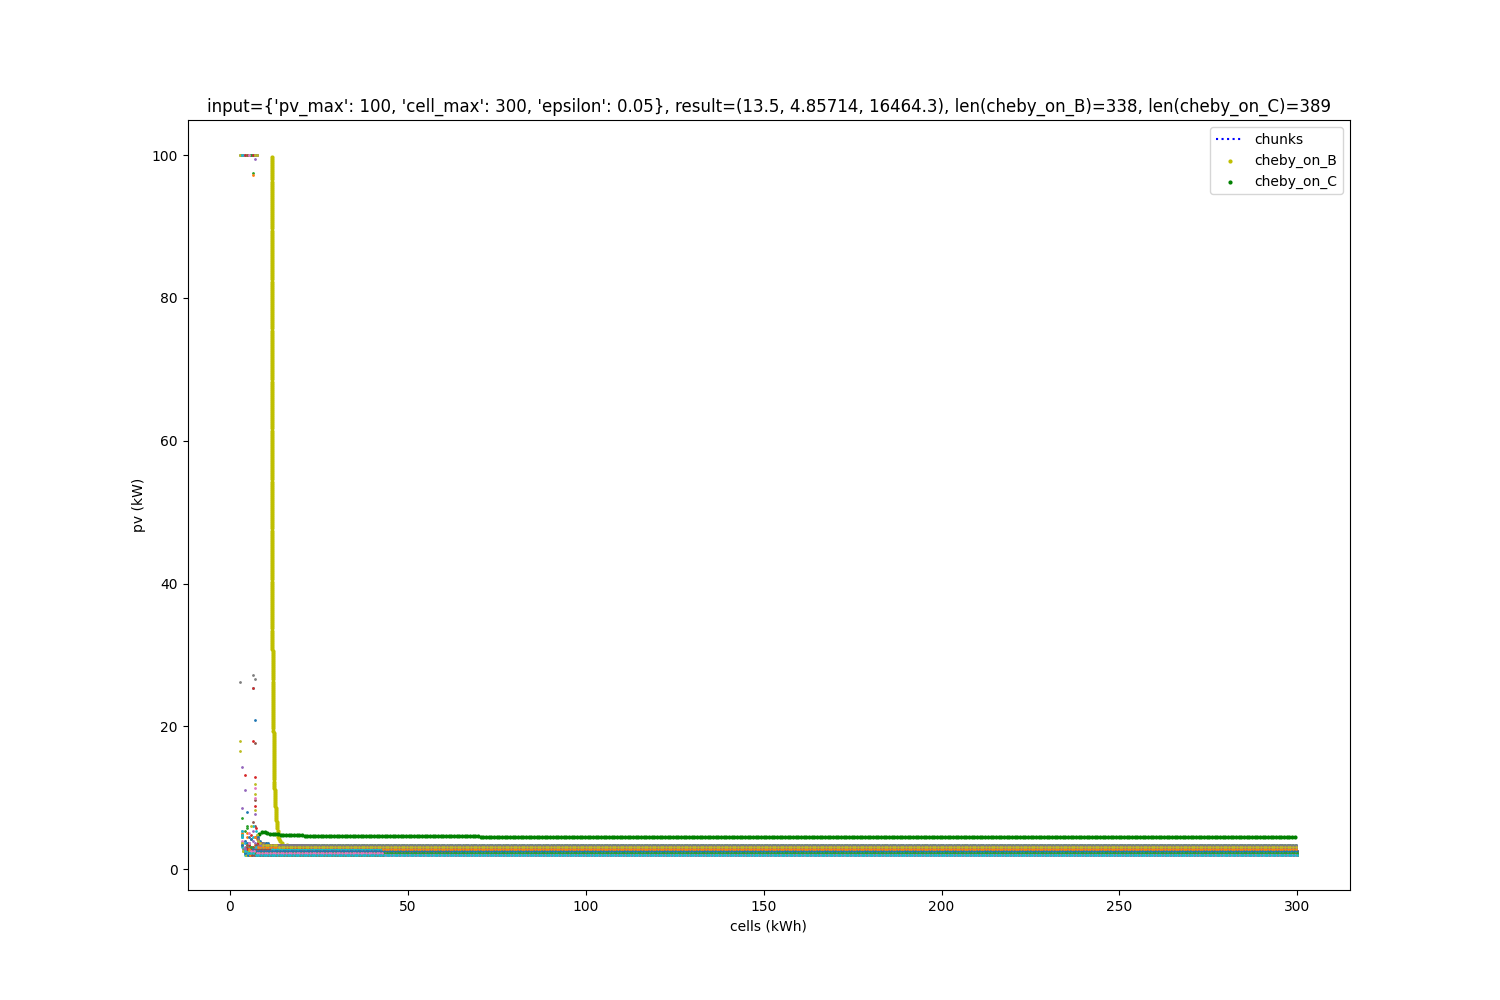 input={'pv_max': 100, 'cell_max': 300, 'epsilon': 0.05}, result=(13.5, 4.85714, 16464.3), len(cheby_on_B)=338, len(cheby_on_C)=389
chunks
cheby_on_B
cheby_on_C
100
80
60
40
20
0
pv (kW)
0 50 100 150 200 250 300
cells (kWh)